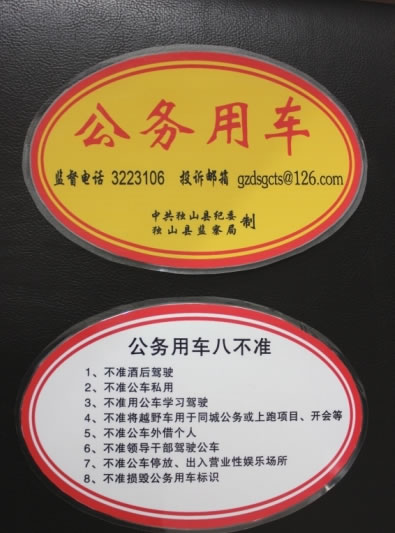 公务用车
监督电话 3223106 投诉邮箱 gzdsgcts@126.com
中共独山县纪委
独山县监察局 制
公务用车八不准
1、不准酒后驾驶
2、不准公车私用
3、不准用公车学习驾驶
4、不准将越野车用于同城公务或上跑项目、开会等
5、不准公车外借个人
6、不准领导干部驾驶公车
7、不准公车停放、出入营业性娱乐场所
8、不准损毁公务用车标识